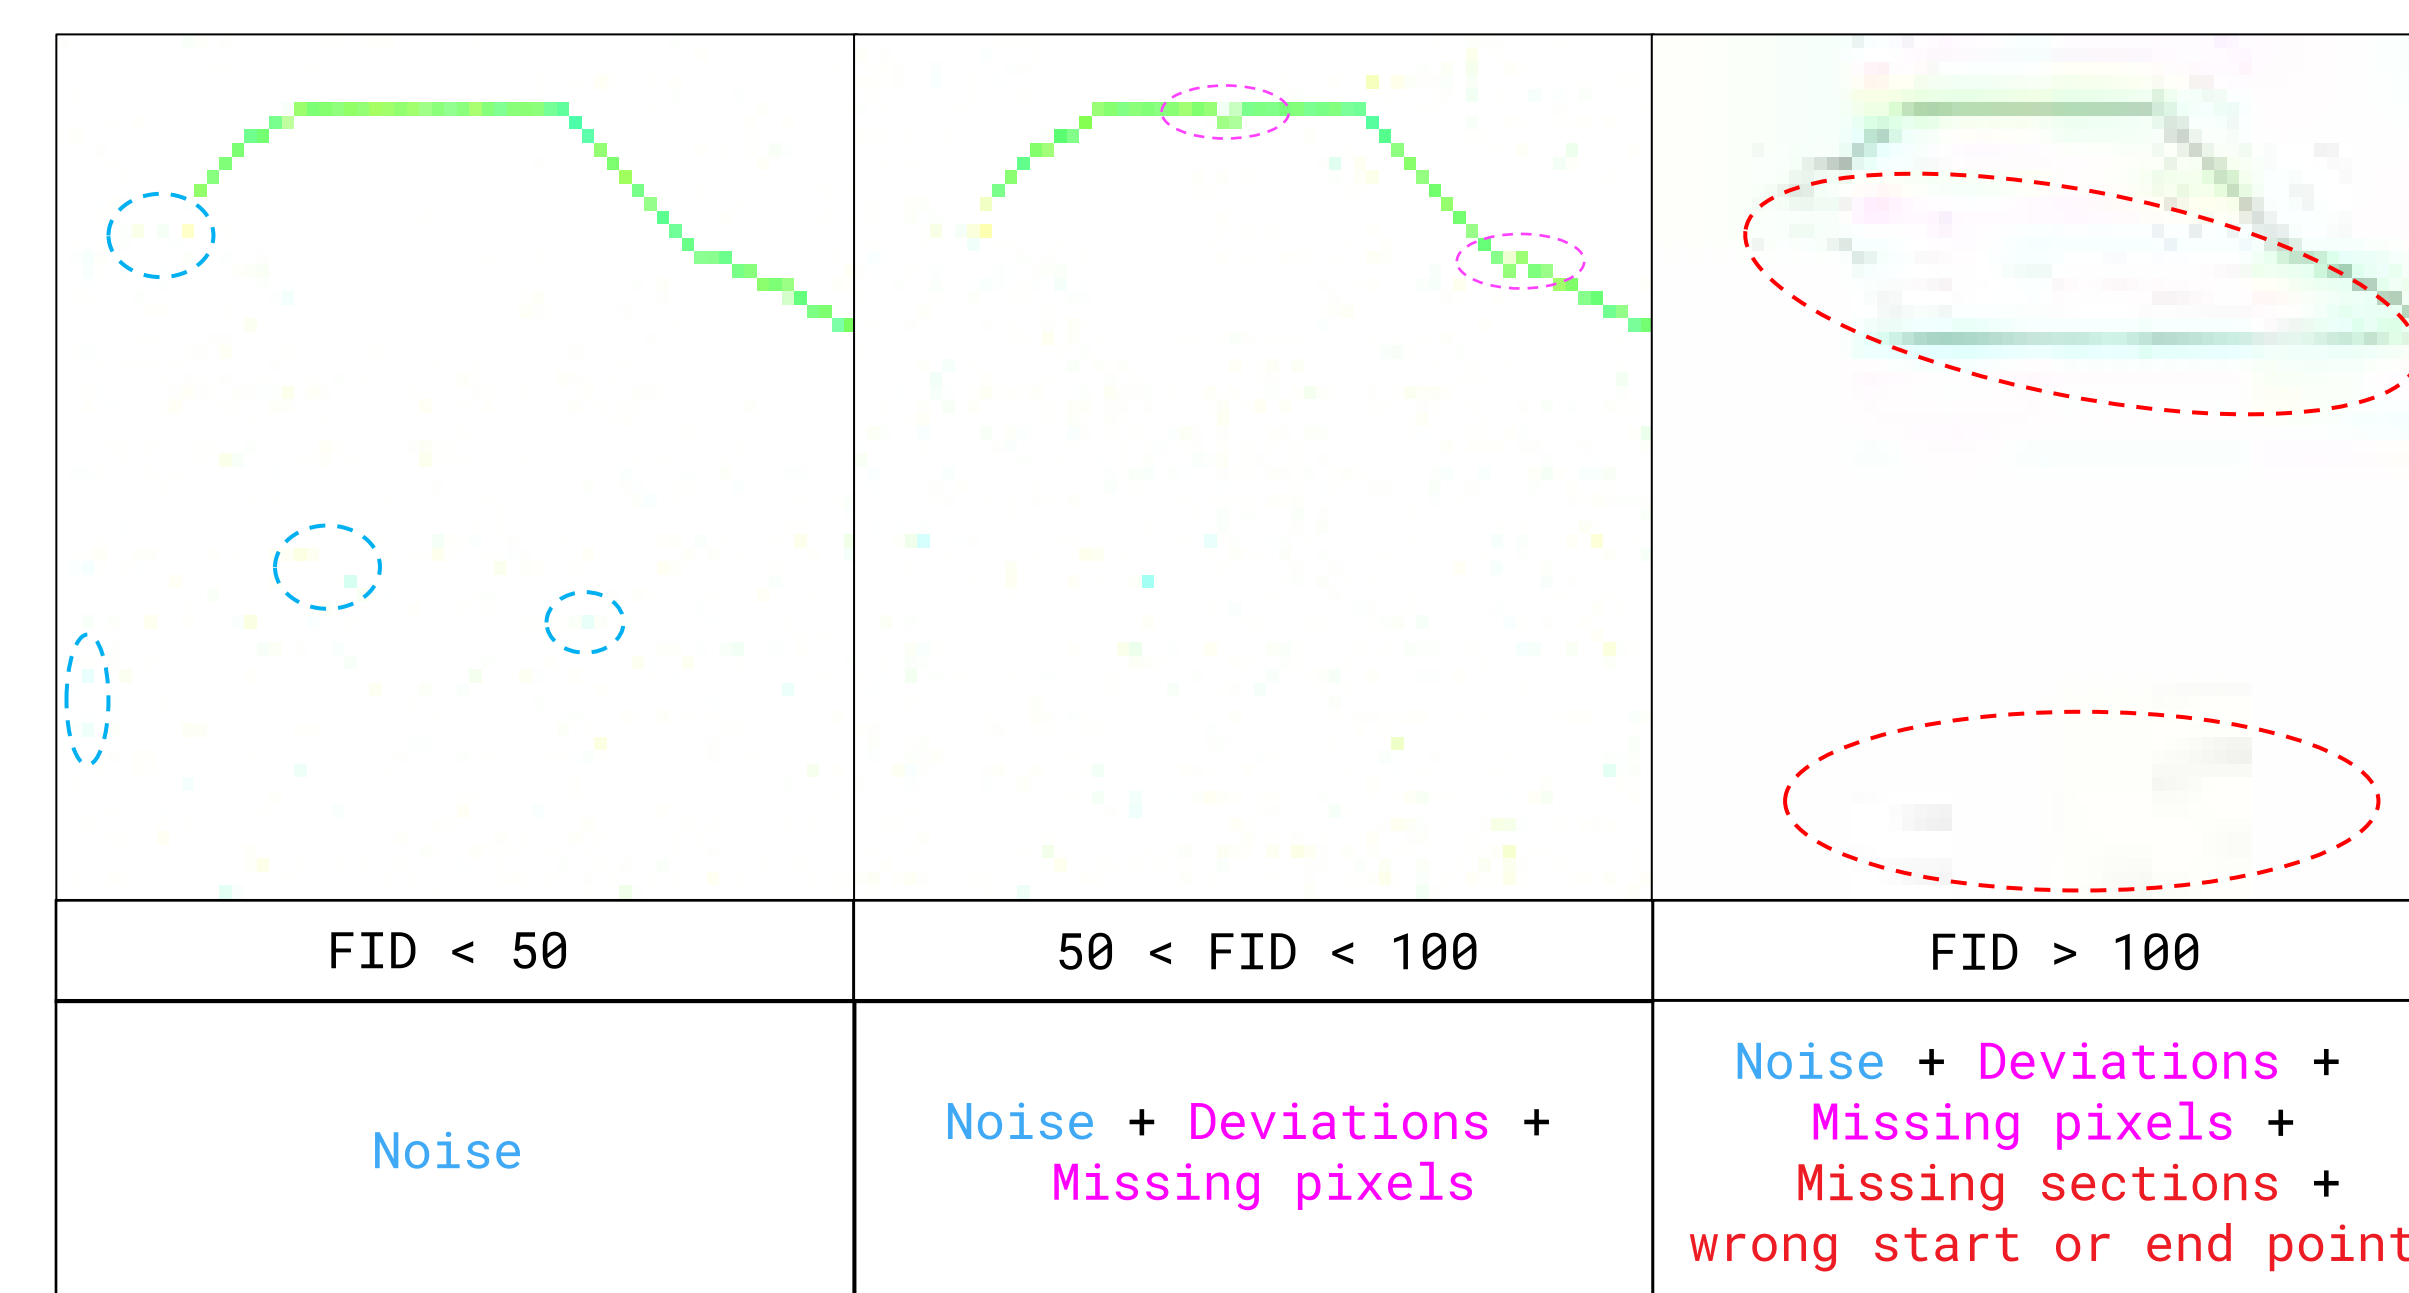 FID < 50
50 < FID < 100
FID > 100
Noise
Noise + Deviations +
Missing pixels
Noise + Deviations +
Missing pixels +
Missing sections +
wrong start or end point